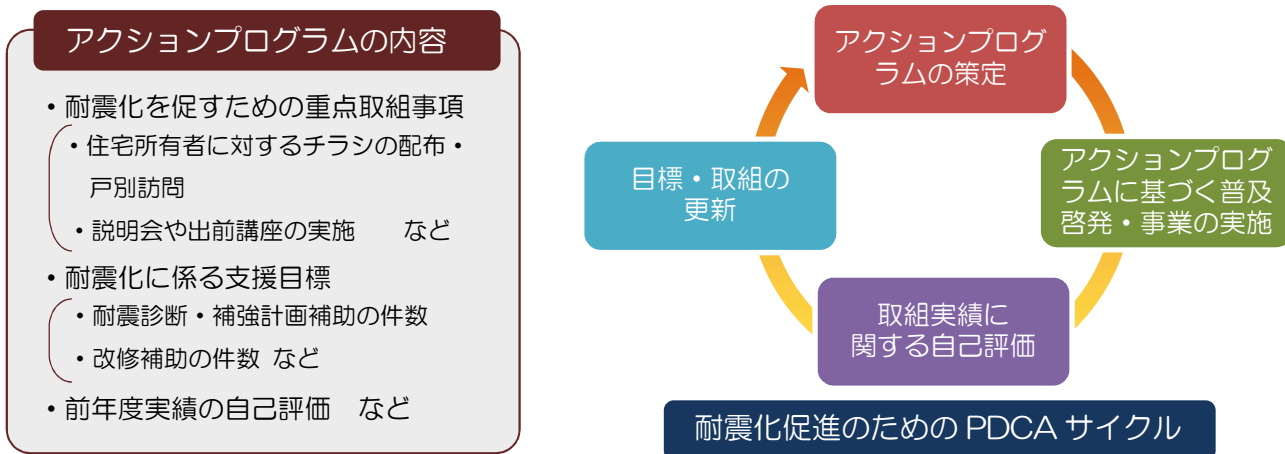 アクションプログラムの内容
・耐震化を促すための重点取組事項
・住宅所有者に対するチラシの配布・
戸別訪問
・説明会や出前講座の実施　　など
・耐震化に係る支援目標
・耐震診断・補強計画補助の件数
・改修補助の件数 など
・前年度実績の自己評価　など
アクションプログ
ラムの策定
アクションプログ
ラムに基づく普及
啓発・事業の実施
取組実績に
関する自己評価
目標・取組の
更新
耐震化促進のための PDCA サイクル